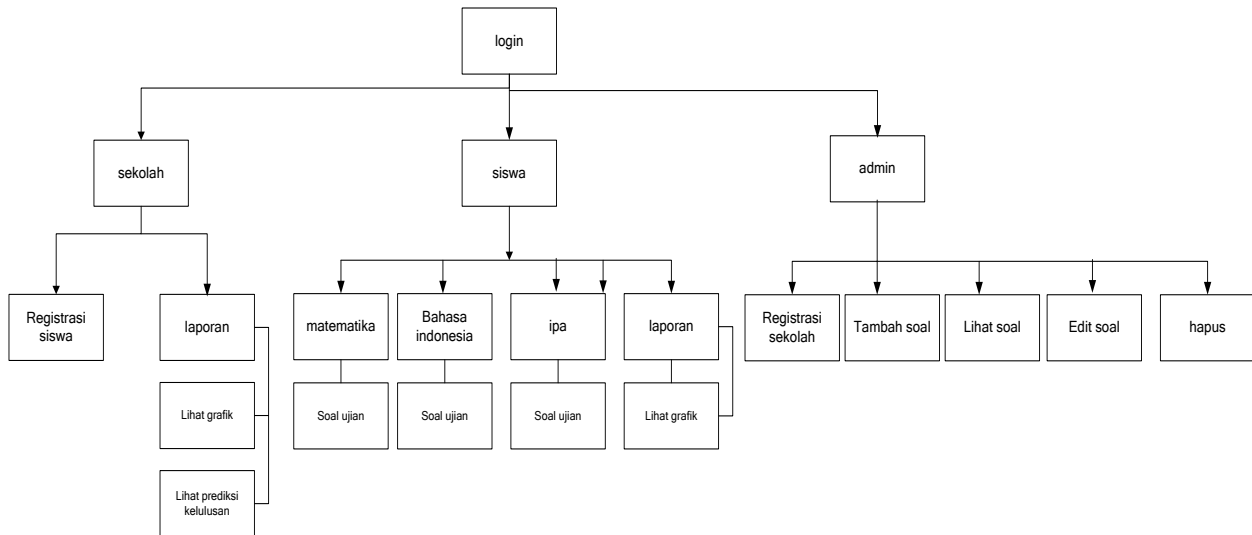 login
sekolah
siswa
admin
Registrasi
siswa
laporan
matematika
Bahasa
indonesia
ipa
laporan
Registrasi
sekolah
Tambah soal
Lihat soal
Edit soal
hapus
Lihat grafik
Soal ujian
Soal ujian
Soal ujian
Lihat grafik
Lihat prediksi
kelulusan